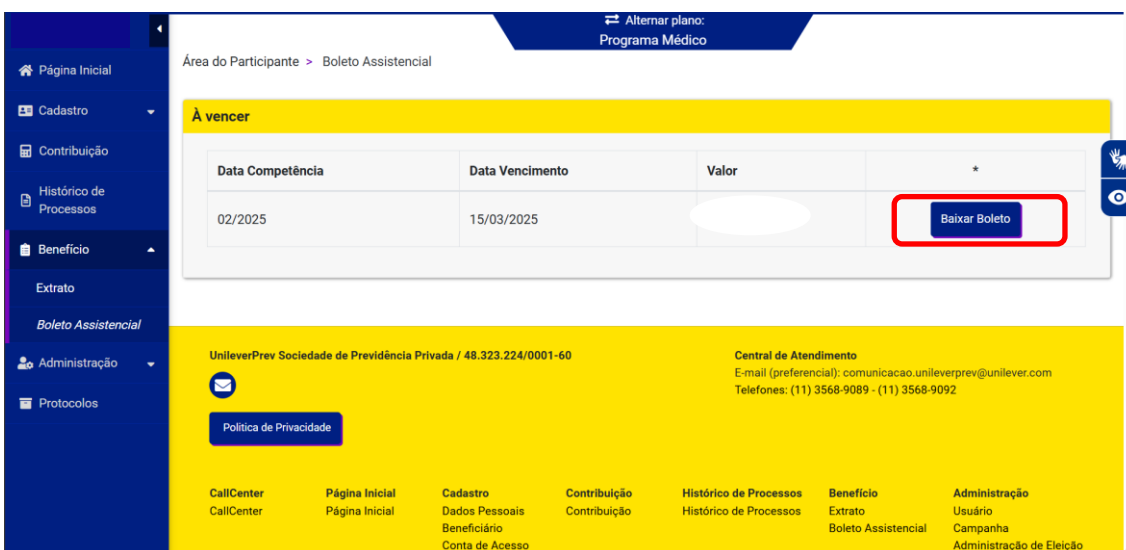 Alternar plano:
Programa Médico
Página Inicial
Cadastro
Contribuição
Histórico de
Processos
Benefício
Extrato
Boleto Assistencial
Administração
Protocolos
Área do Participante > Boleto Assistencial
À vencer
Data Competência Data Vencimento Valor *
02/2025 15/03/2025 Baixar Boleto
UnileverPrev Sociedade de Previdência Privada / 48.323.224/0001-60
Politica de Privacidade
Central de Atendimento
E-mail (preferencial): comunicacao.unileverprev@unilever.com
Telefones: (11) 3568-9089 - (11) 3568-9092
CallCenter Página Inicial Cadastro Contribuição Histórico de Processos Benefício Administração
CallCenter Página Inicial Dados Pessoais Contribuição Histórico de Processos Extrato Usuário
Beneficiário Boleto Assistencial Campanha
Conta de Acesso Administração de Eleição